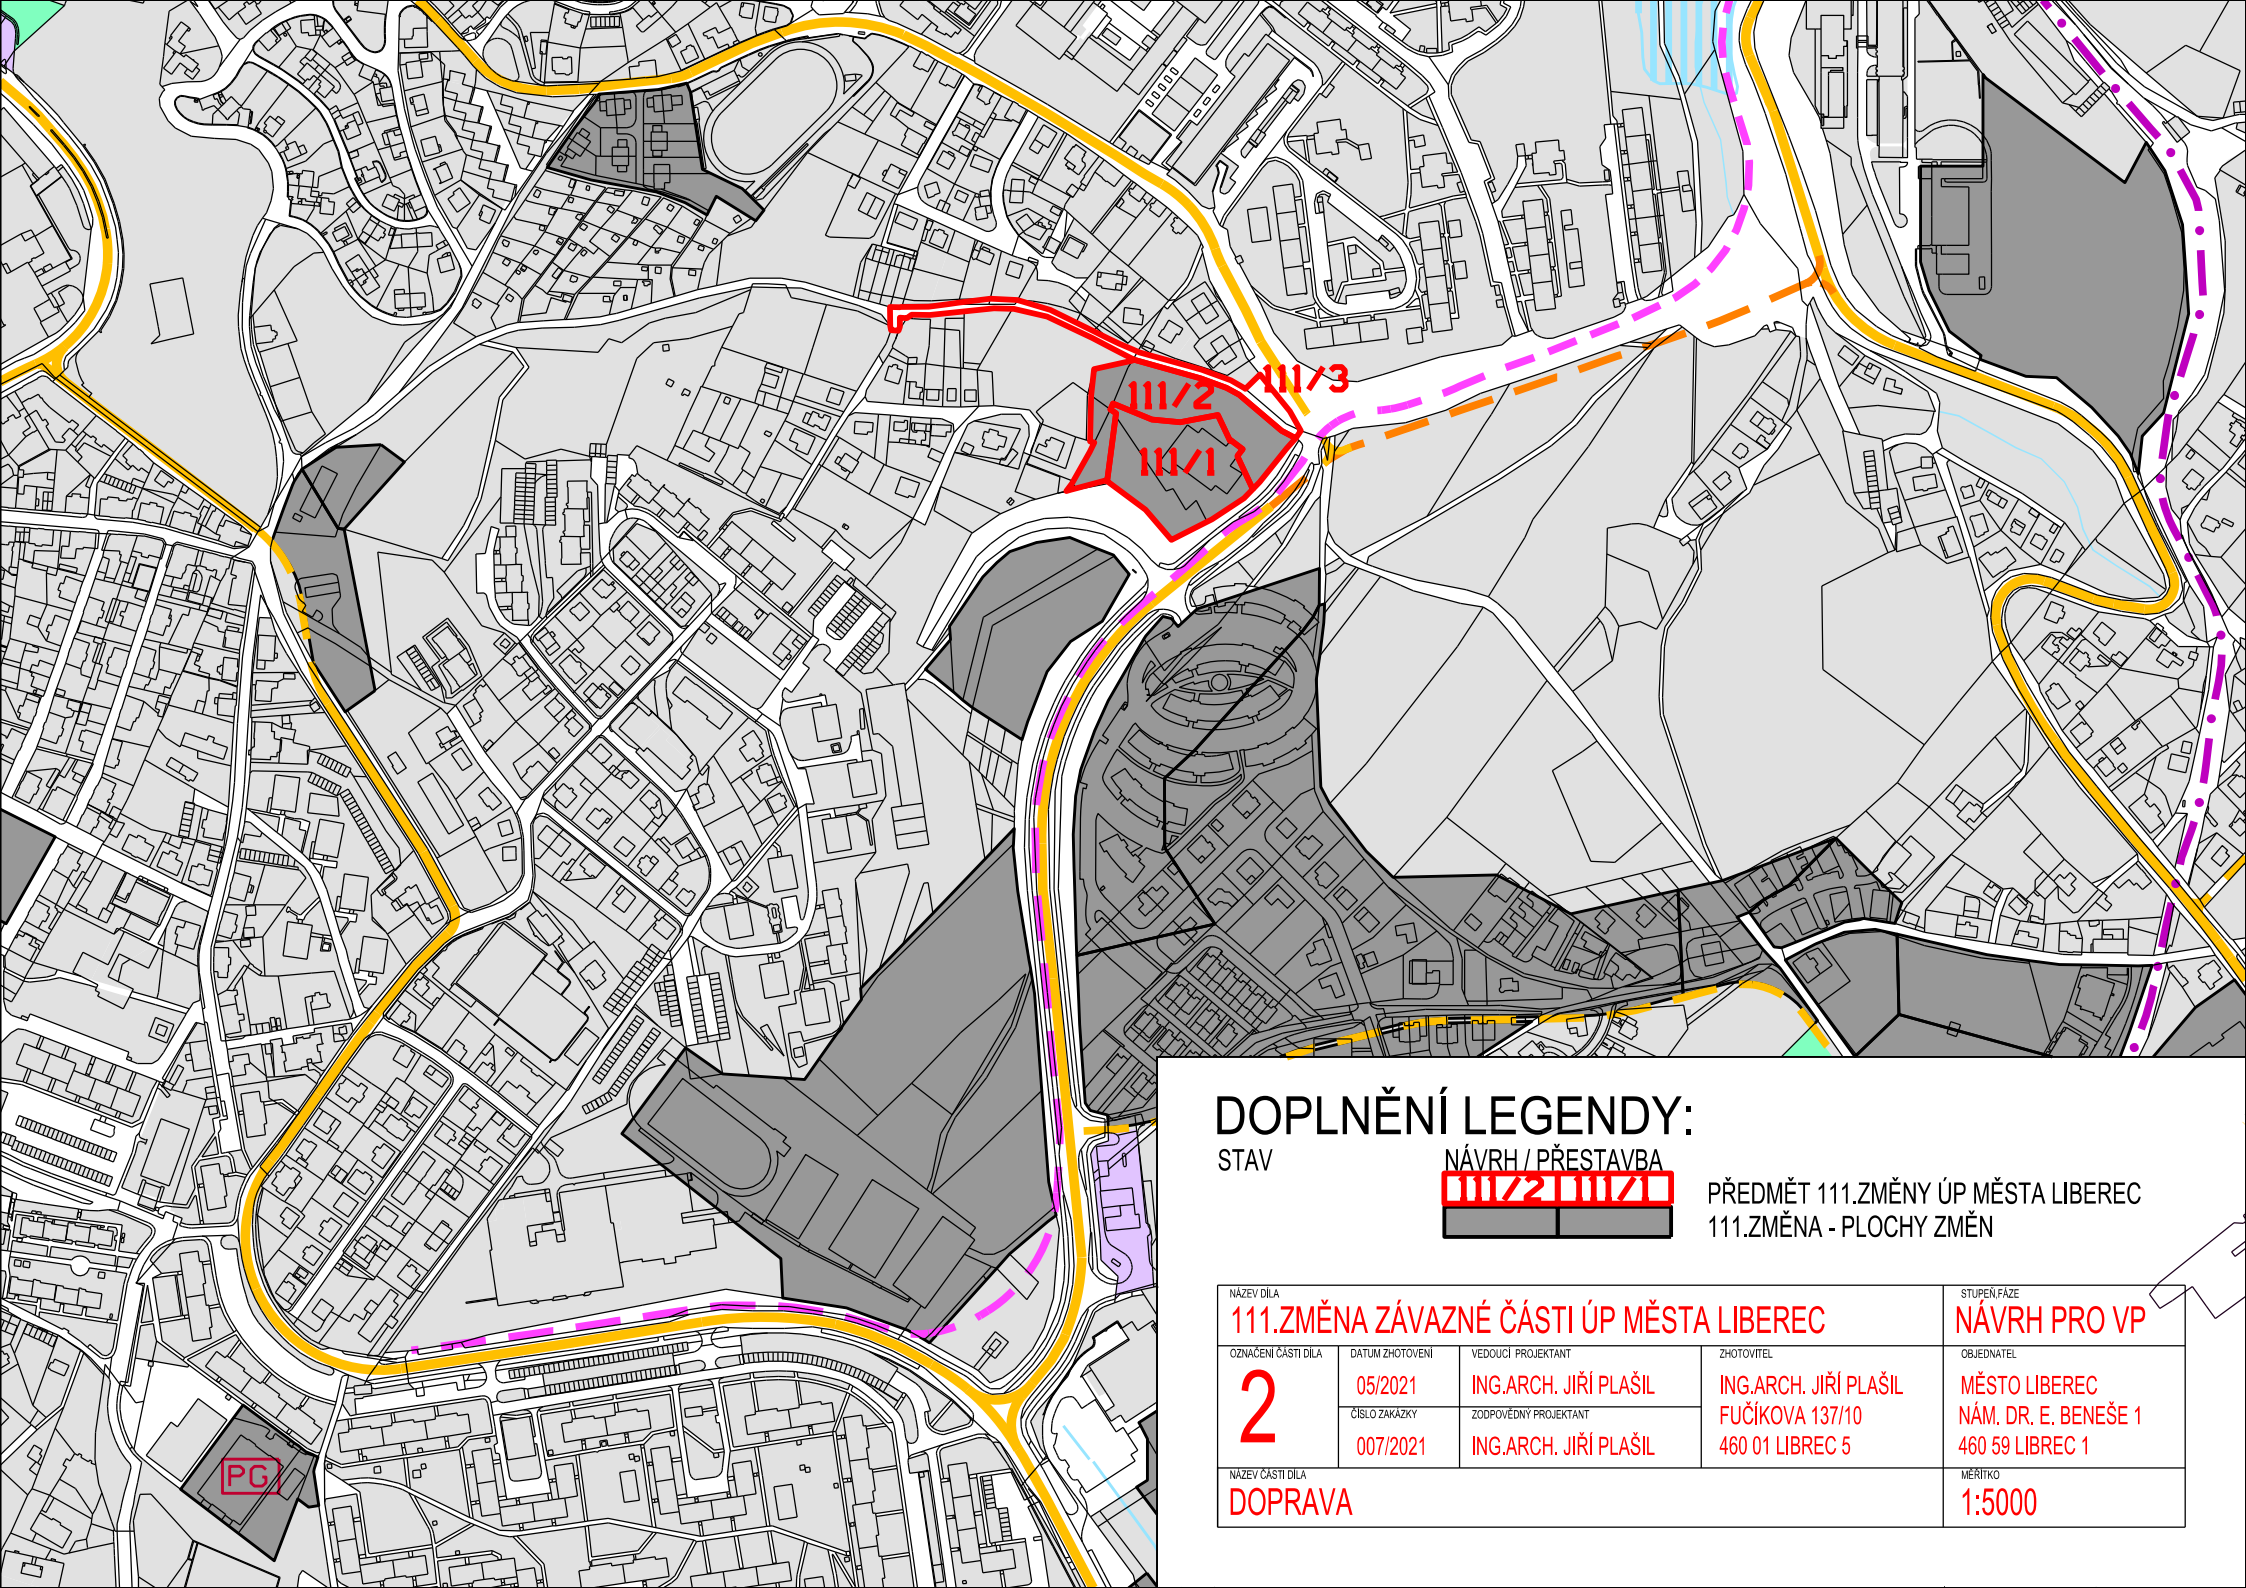 111/3
111/2
111/1
PG
DOPLNĚNÍ LEGENDY:
STAV
NÁVRH / PŘESTAVBA
111/2 111/1
PŘEDMĚT 111.ZMĚNY ÚP MĚSTA LIBEREC
111.ZMĚNA - PLOCHY ZMĚN
NÁZEV DÍLA
111.ZMĚNA ZÁVAZNÉ ČÁSTI ÚP MĚSTA LIBEREC
STUPEŇ,FÁZE
NÁVRH PRO VP
OZNAČENÍ ČÁSTI DÍLA
2
DATUM ZHOTOVENÍ
05/2021
ČÍSLO ZAKÁZKY
007/2021
VEDOUCÍ PROJEKTANT
ING.ARCH. JIŘÍ PLAŠIL
ZODPOVĚDNÝ PROJEKTANT
ING.ARCH. JIŘÍ PLAŠIL
ZHOTOVITEL
ING.ARCH. JIŘÍ PLAŠIL
FUČÍKOVA 137/10
460 01 LIBREC 5
OBJEDNATEL
MĚSTO LIBEREC
NÁM. DR. E. BENEŠE 1
460 59 LIBREC 1
NÁZEV ČÁSTI DÍLA
DOPRAVA
MĚŘÍTKO
1:5000